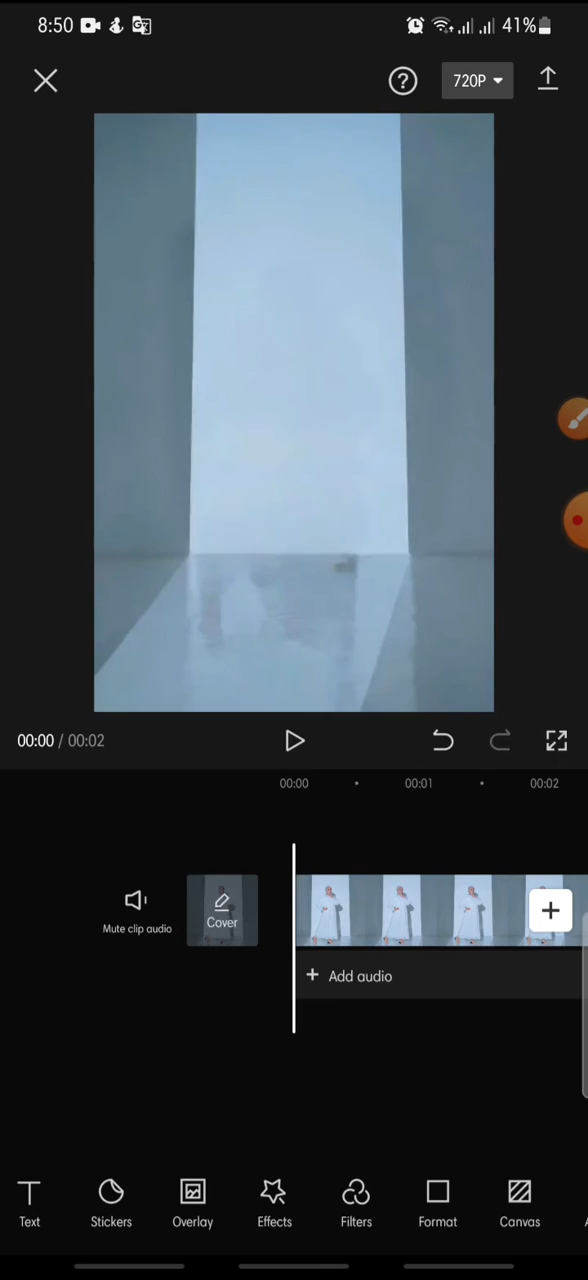 8:50 41%
720P
00:00 / 00:02
00:00 00:01 00:02
Mute clip audio
Cover
+ Add audio
Text Stickers Overlay Effects Filters Format Canvas